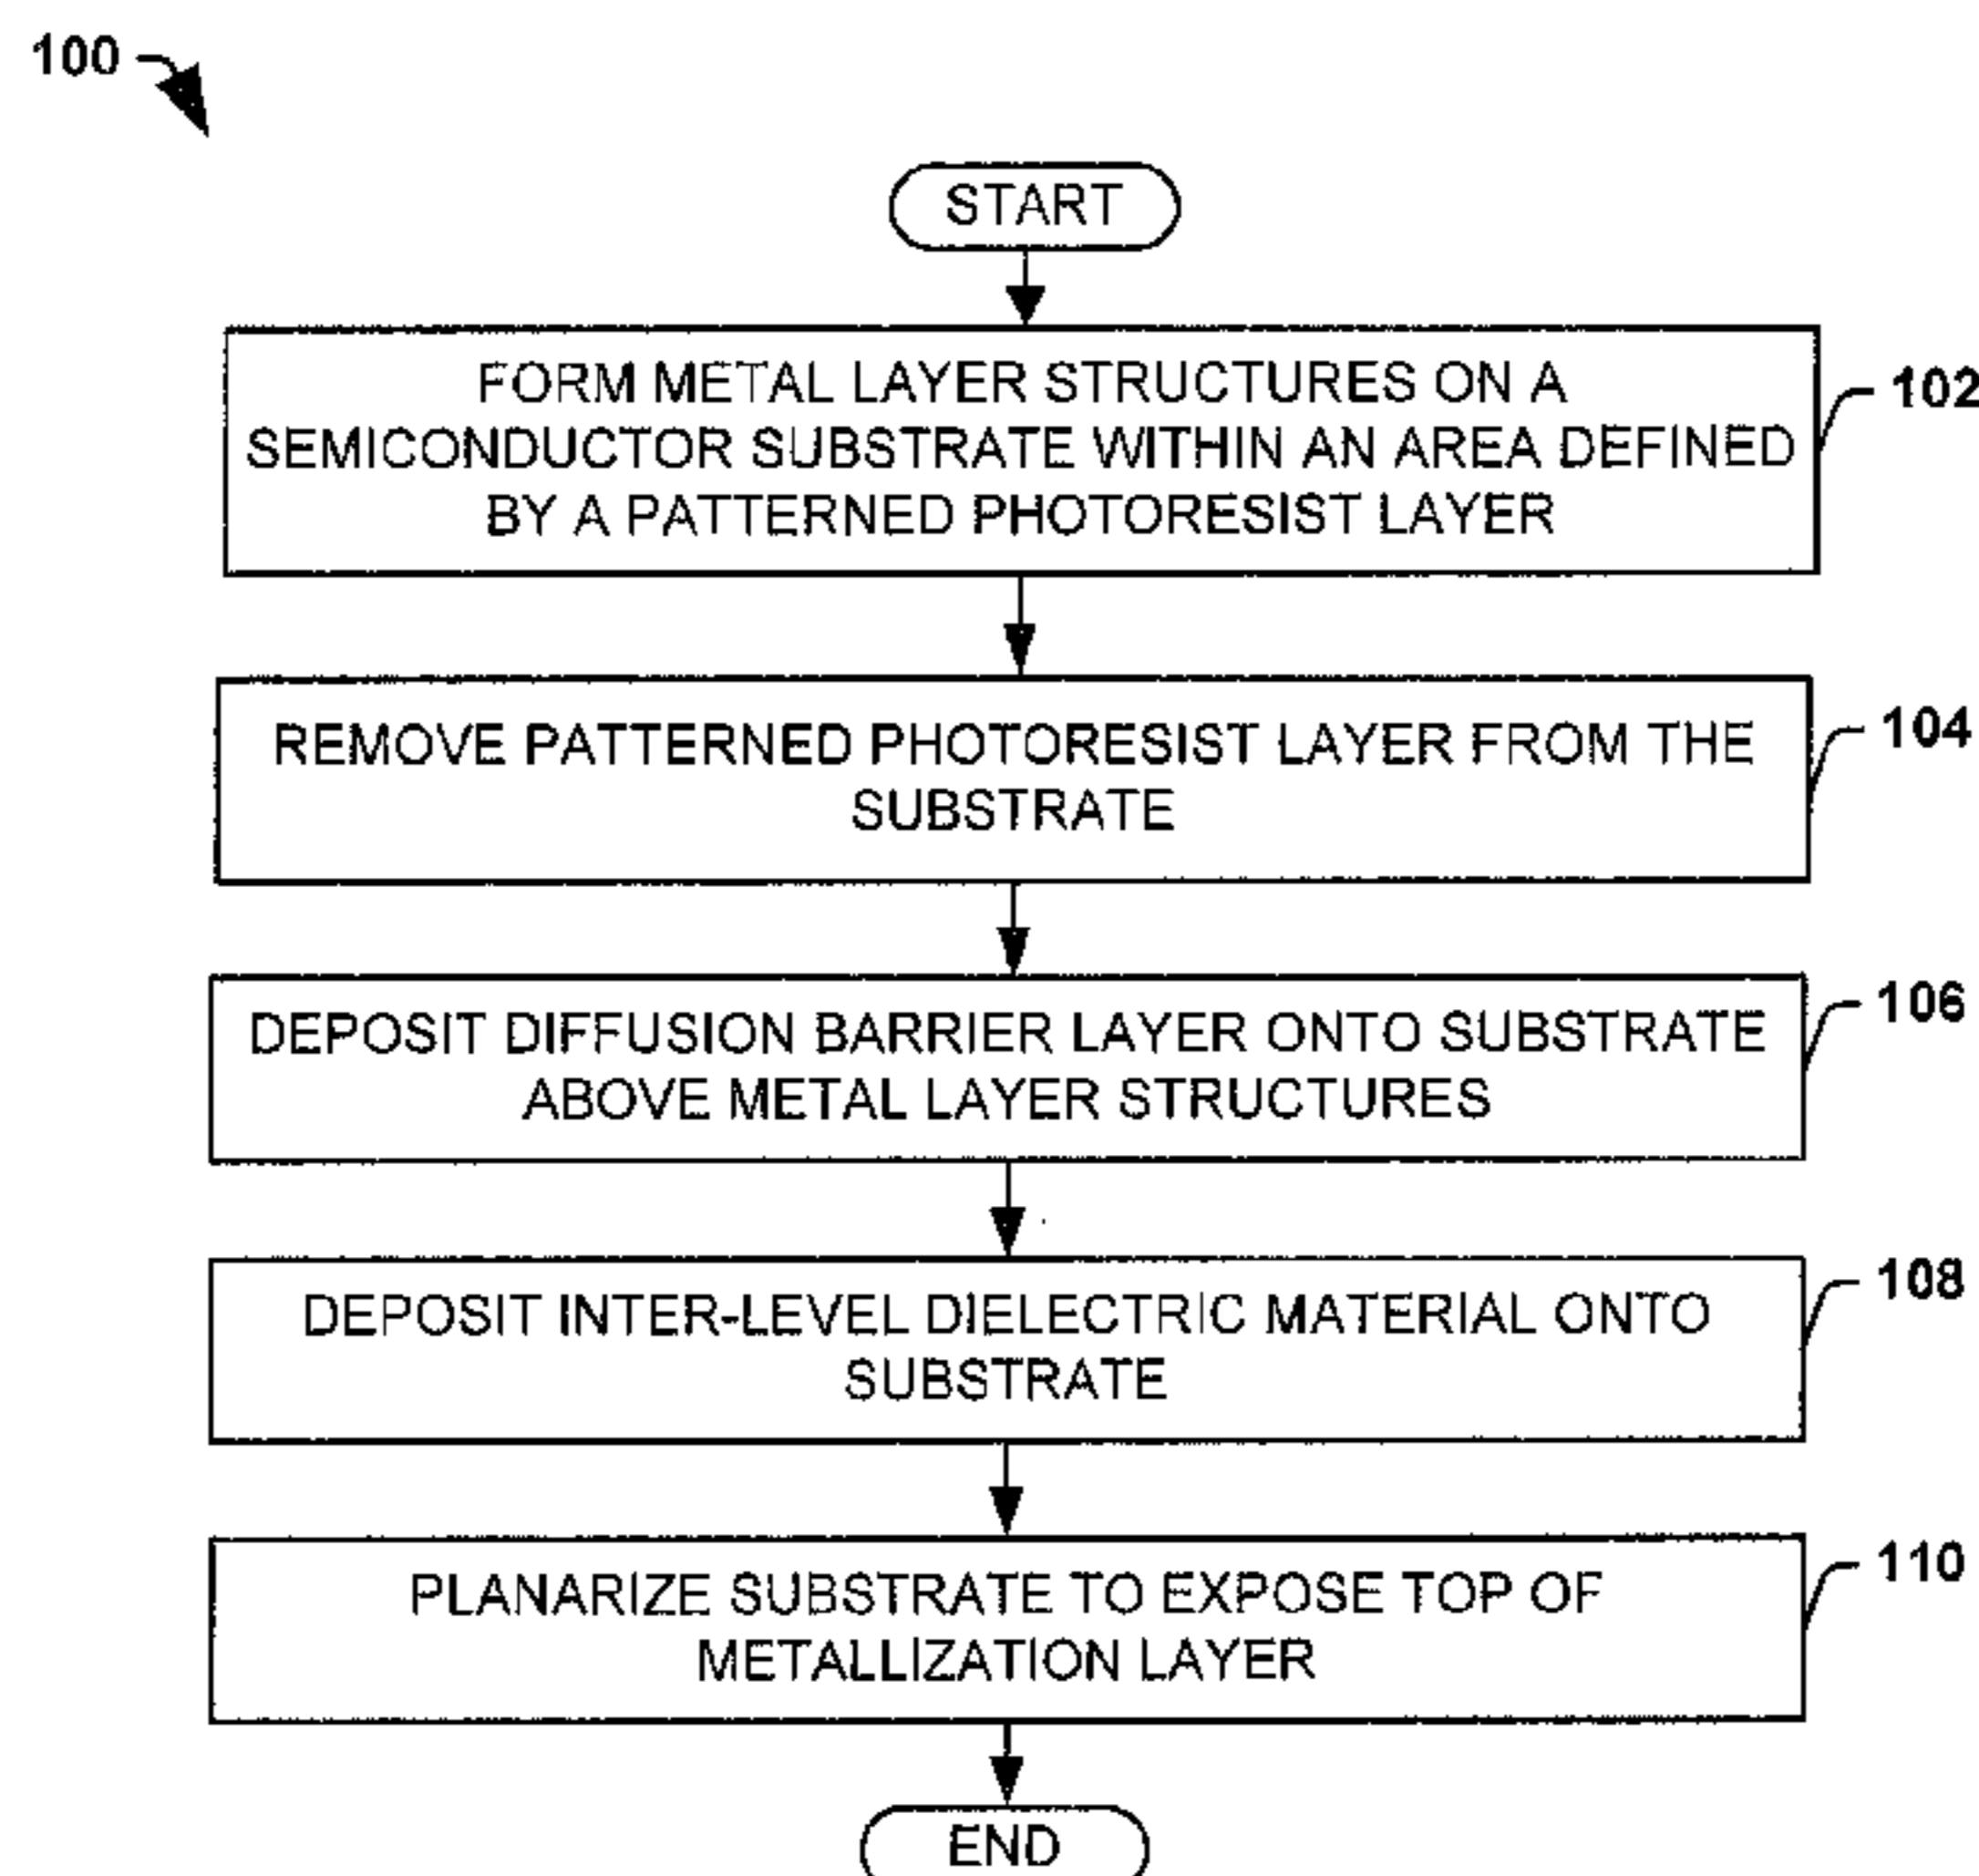 100
START
FORM METAL LAYER STRUCTURES ON A
SEMICONDUCTOR SUBSTRATE WITHIN AN AREA DEFINED
BY A PATTERNED PHOTORESIST LAYER
102
REMOVE PATTERNED PHOTORESIST LAYER FROM THE
SUBSTRATE
104
DEPOSIT DIFFUSION BARRIER LAYER ONTO SUBSTRATE
ABOVE METAL LAYER STRUCTURES
106
DEPOSIT INTER-LEVEL DIELECTRIC MATERIAL ONTO
SUBSTRATE
108
PLANARIZE SUBSTRATE TO EXPOSE TOP OF
METALLIZATION LAYER
110
END